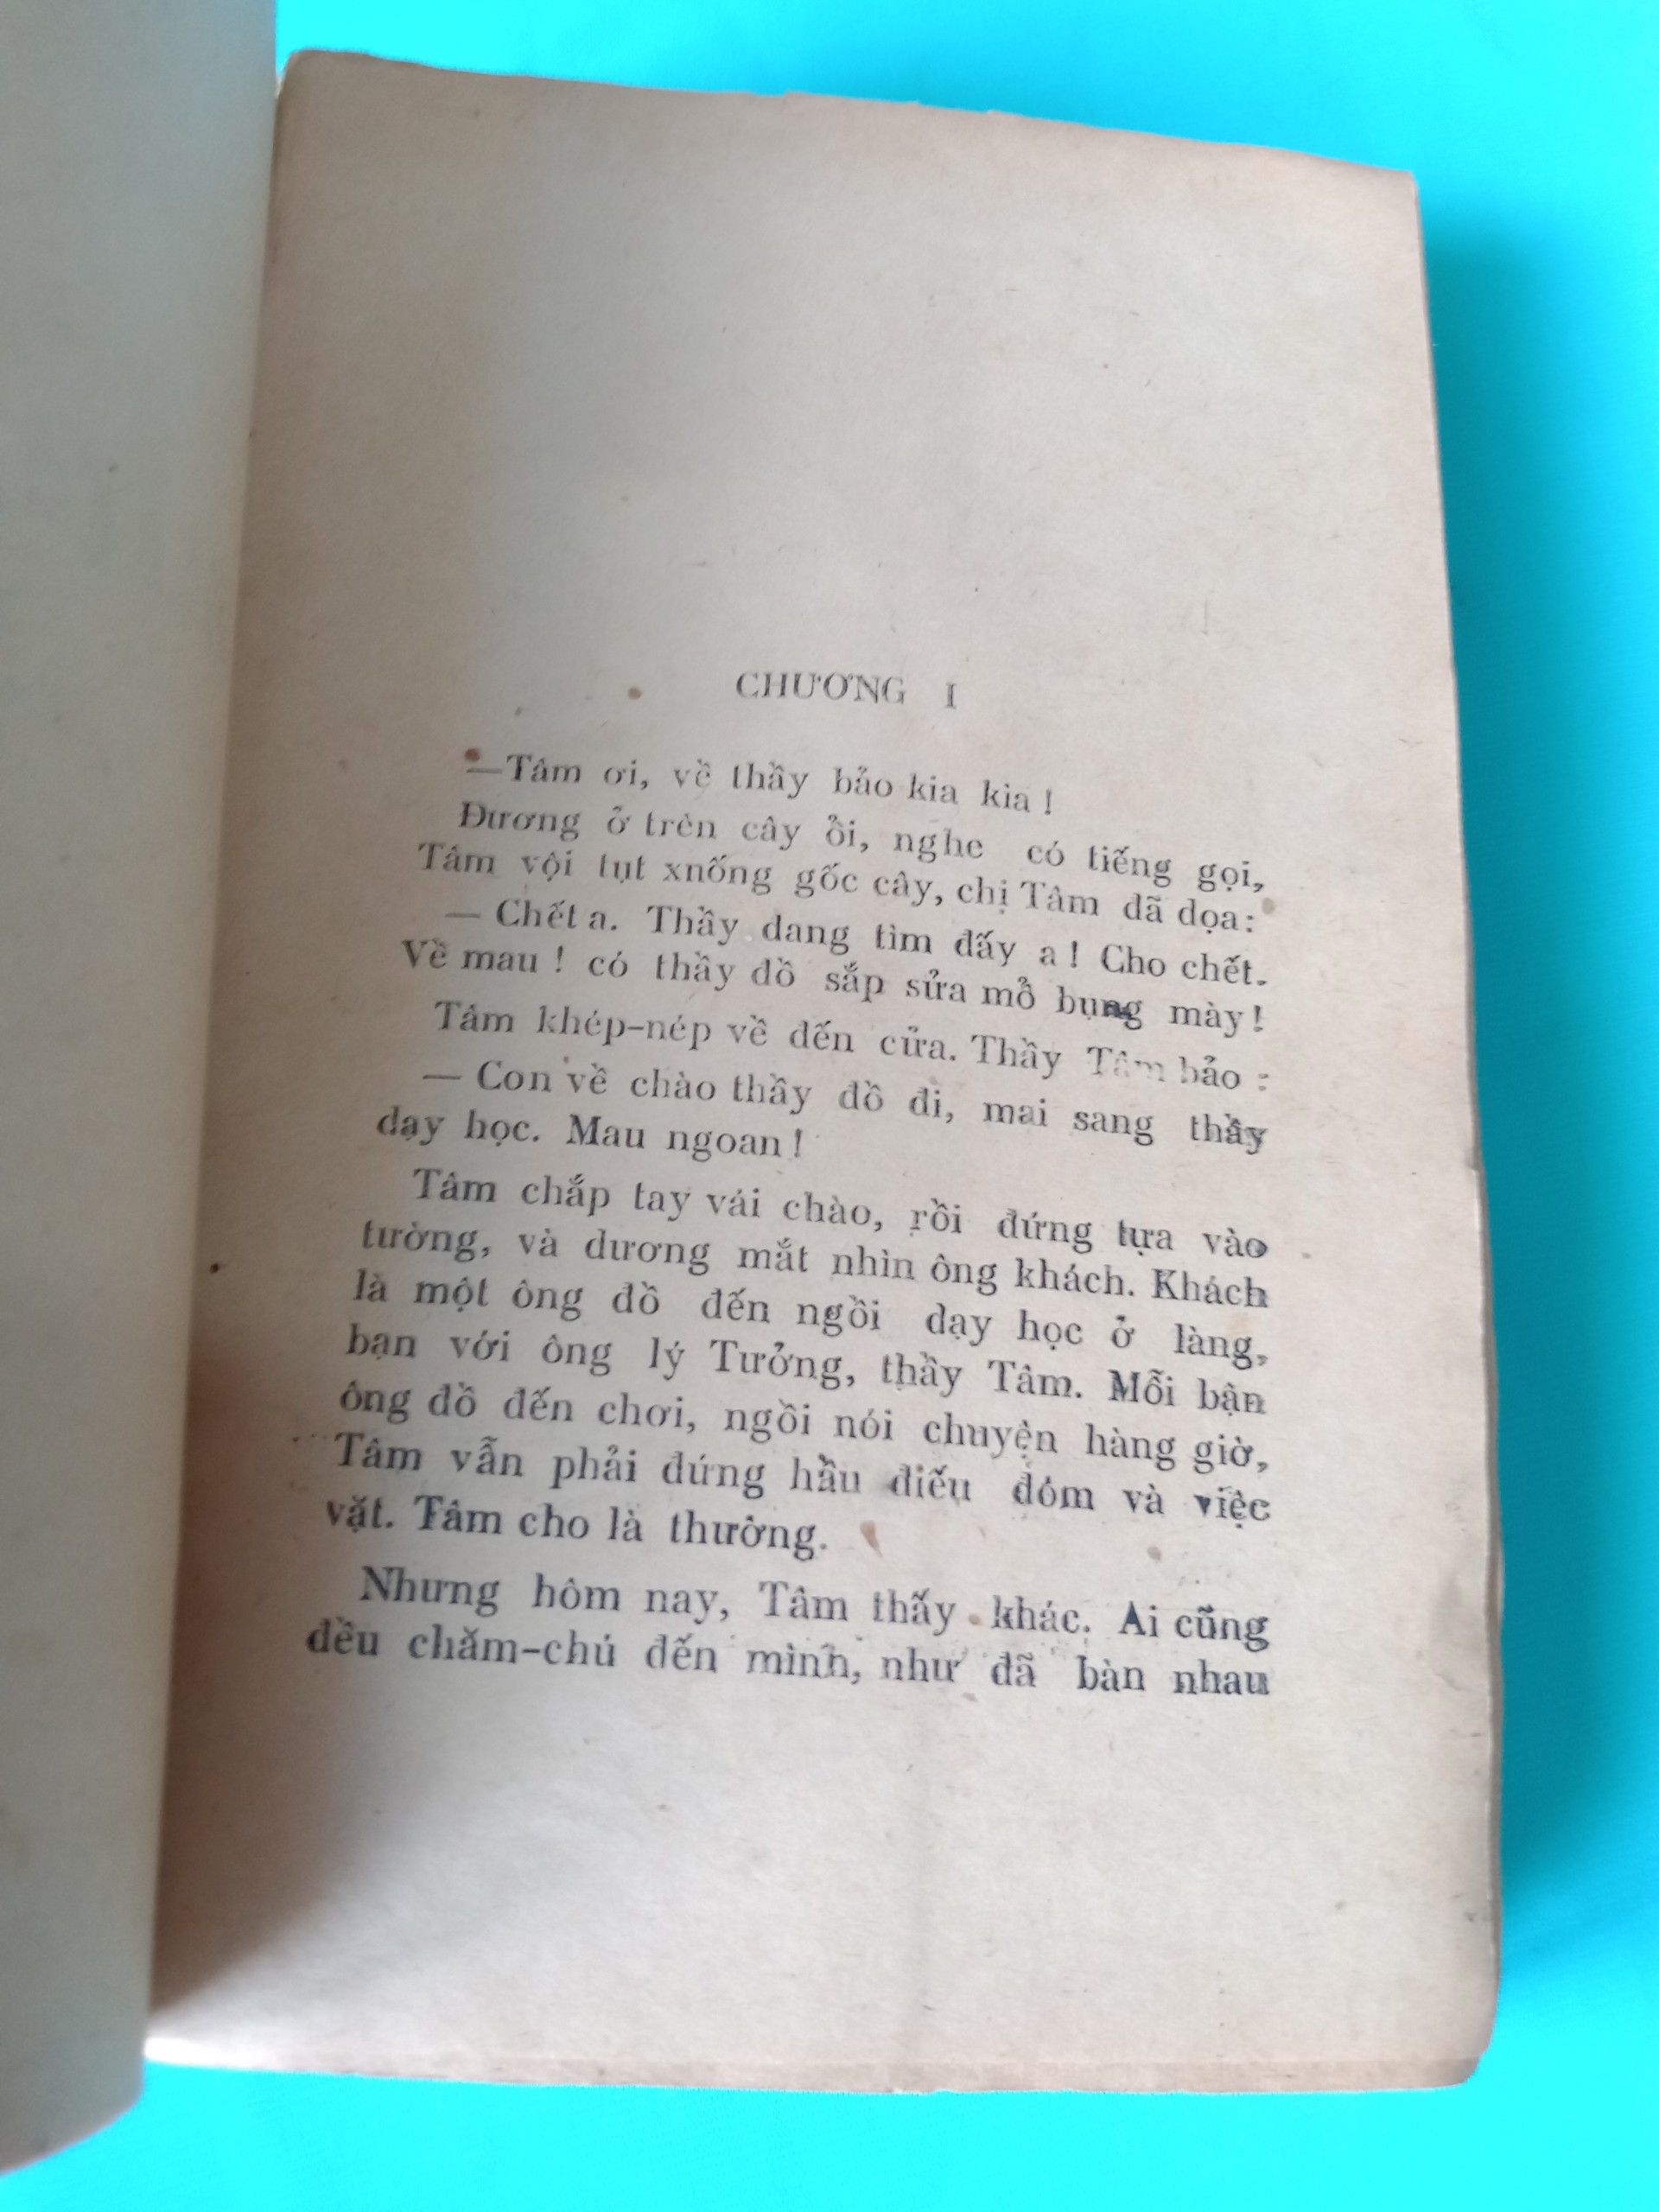 CHƯƠNG I
—Tâm ơi, về thầy bảo kia kia !
Đương ở trên cây ổi, nghe có tiếng gọi,
Tâm vội tụt xnống gốc cây, chị Tâm đã dọa:
— Chết a. Thầy đang tìm đấy a! Cho chết.
Về mau ! có thầy đồ sắp sửa mổ bụng mày!
Tâm khép-nép về đến cửa. Thầy Tâm bảo :
— Con về chào thầy đồ đi, mai sang thầy
dạy học. Mau ngoan !
Tâm chắp tay vái chào, rồi đứng tựa vào
tường, và dương mắt nhìn ông khách. Khách
là một ông đồ đến ngồi dạy học ở làng,
bạn với ông lý Tưởng, thầy Tâm. Mỗi bận
ông đồ đến chơi, ngồi nói chuyện hàng giờ,
Tâm vẫn phải đứng hầu điếu đóm và việc
vặt. Tâm cho là thường.
Nhưng hôm nay, Tâm thấy khác. Ai cũng
đều chăm-chú đến mình, như đã bàn nhau